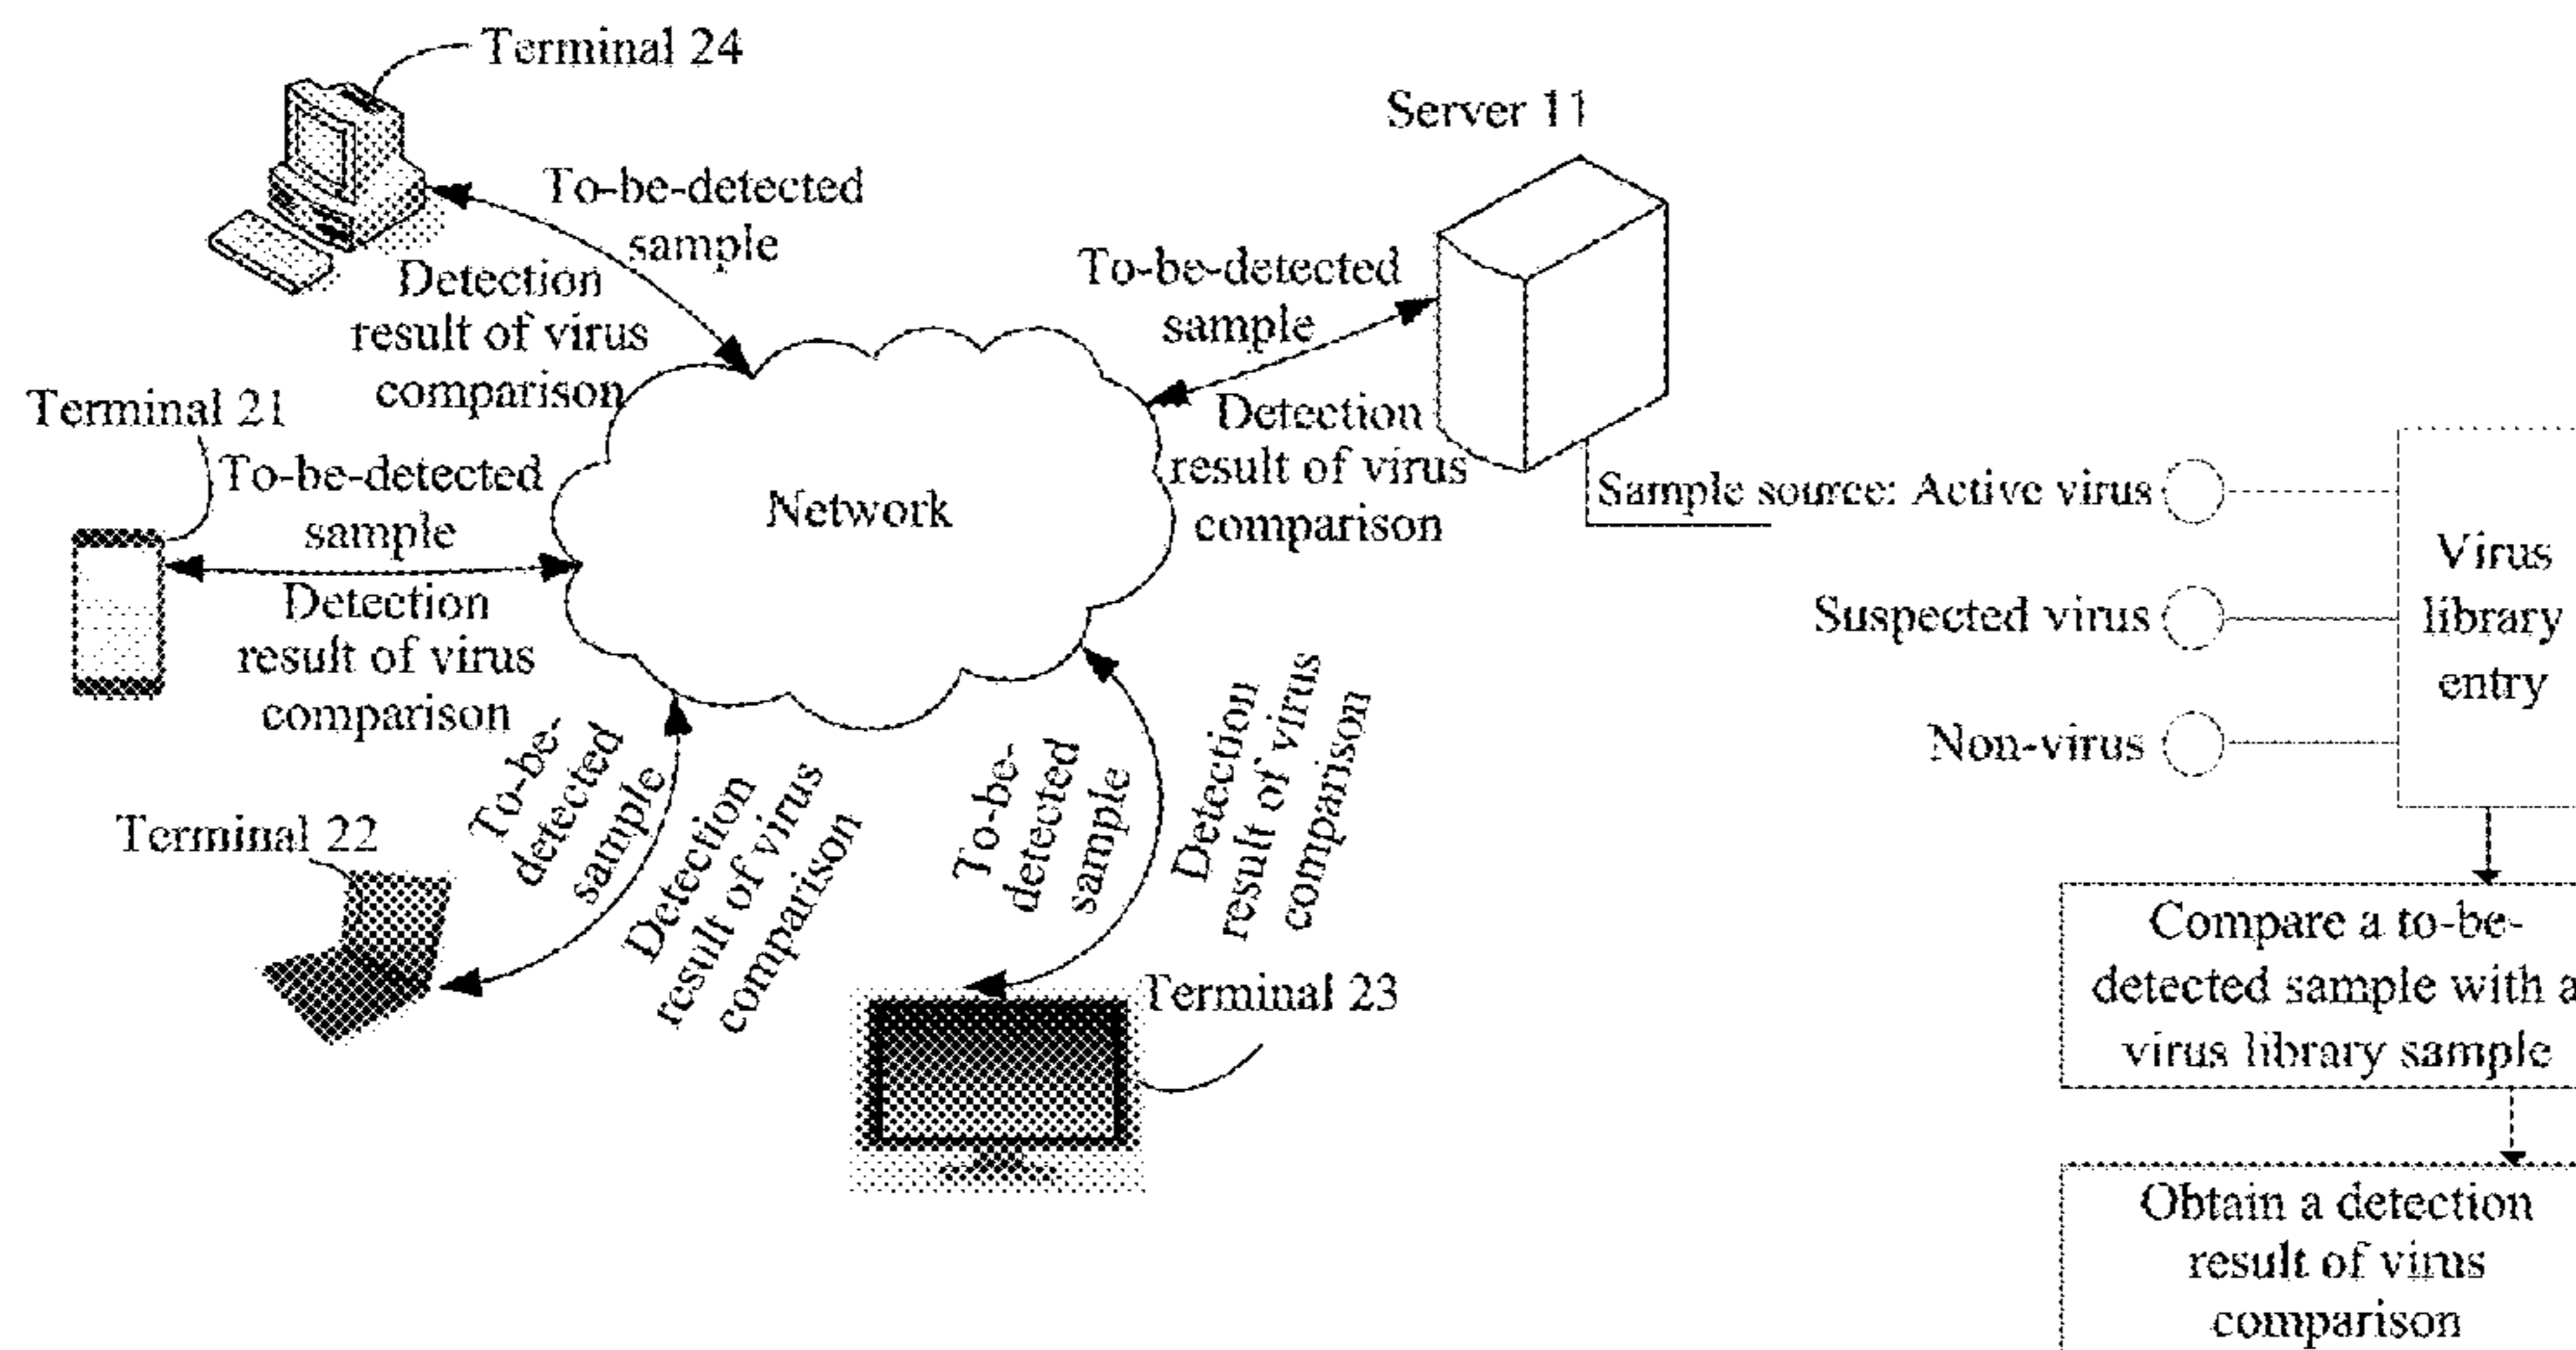 Terminal 24
To-be-detected
sample
Detection
result of virus
comparison
Server 11
To-be-detected
sample
Detection
result of virus
comparison
Terminal 21
To-be-detected
sample
Detection
result of virus
comparison
Network
Sample source: Active virus
Suspected virus
Non-virus
Virus
library
entry
Terminal 22
To-be-
detected
sample
Detection
result of virus
comparison
To-be-
detected
sample
Detection
result of virus
comparison
Terminal 23
Compare a to-be-
detected sample with a
virus library sample
Obtain a detection
result of virus
comparison